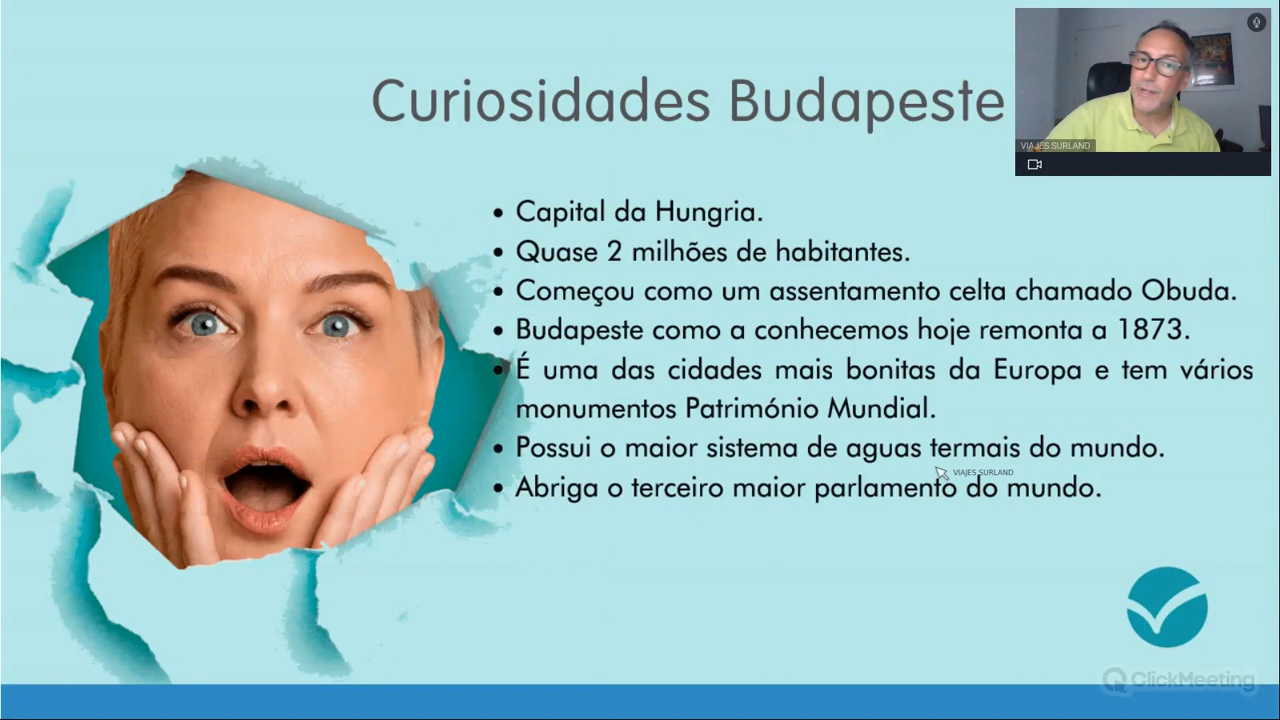 Curiosidades Budapeste
VIAJES SURLAND
• Capital da Hungria.
• Quase 2 milhões de habitantes.
• Começou como um assentamento celta chamado Obuda.
• Budapeste como a conhecemos hoje remonta a 1873.
• É uma das cidades mais bonitas da Europa e tem vários
monumentos Património Mundial.
• Possui o maior sistema de aguas termais do mundo.
VIAJES SURLAND
• Abriga o terceiro maior parlamento do mundo.
ClickMeeting